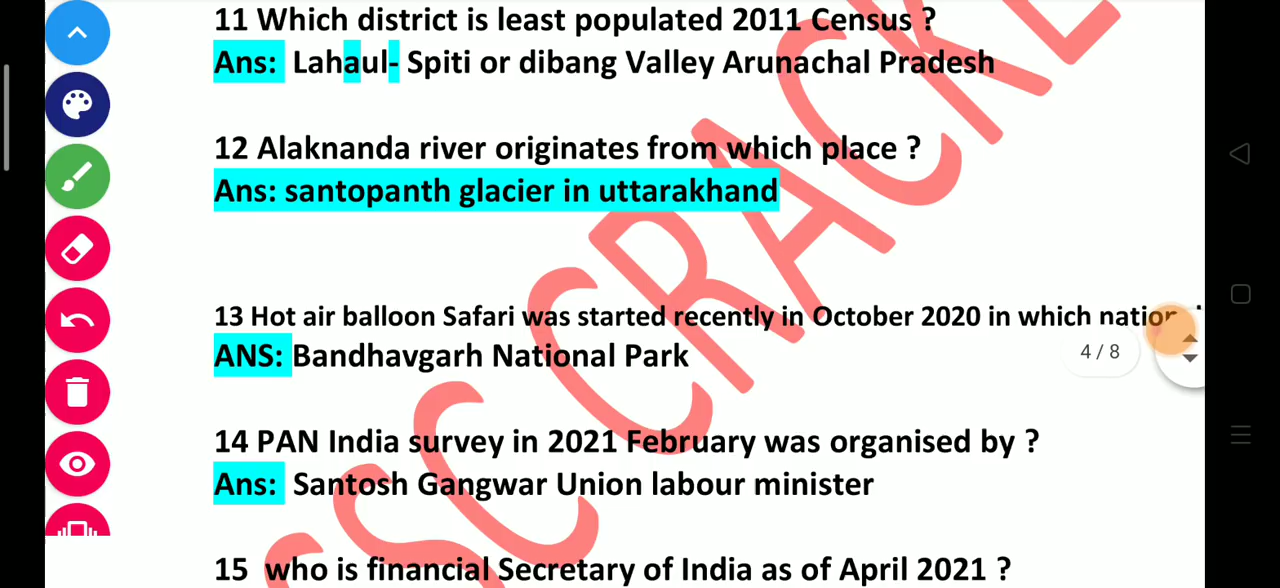 11 Which district is least populated 2011 Census ?
Ans: Lahaul- Spiti or dibang Valley Arunachal Pradesh
12 Alaknanda river originates from which place ?
Ans: santopanth glacier in uttarakhand
13 Hot air balloon Safari was started recently in October 2020 in which
ANS: Bandhavgarh National Park
4 / 8
14 PAN India survey in 2021 February was organised by ?
Ans: Santosh Gangwar Union labour minister
15 who is financial Secretary of India as of April 2021 ?
SSC CRACKE